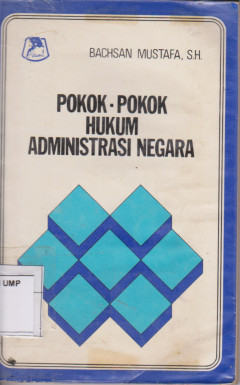 BACHSAN MUSTAFA, S.H.
POKOK - POKOK
HUKUM
ADMINISTRASI NEGARA
UMP